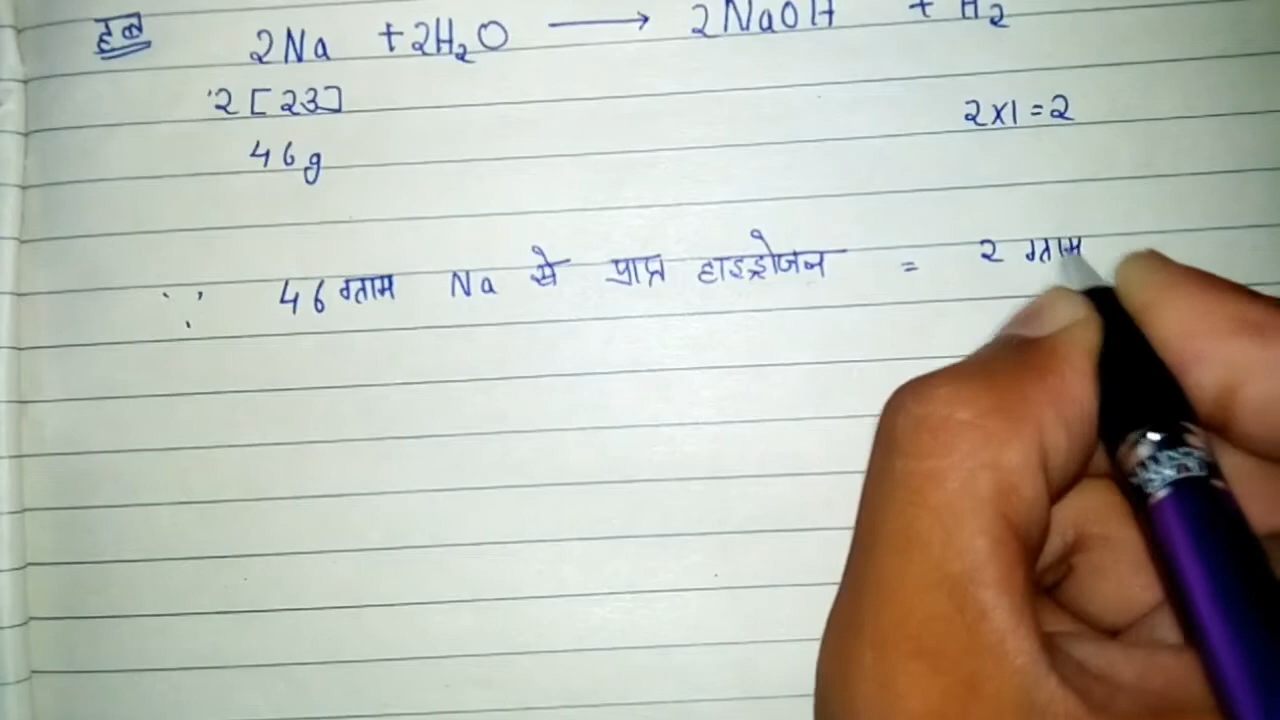 हल 2Na + 2H₂O ⟶ 2NaOH + H₂
2[23] 2×1=2
46g
∵ 46 ग्राम Na से प्राप्त हाइड्रोजन = 2 ग्राम